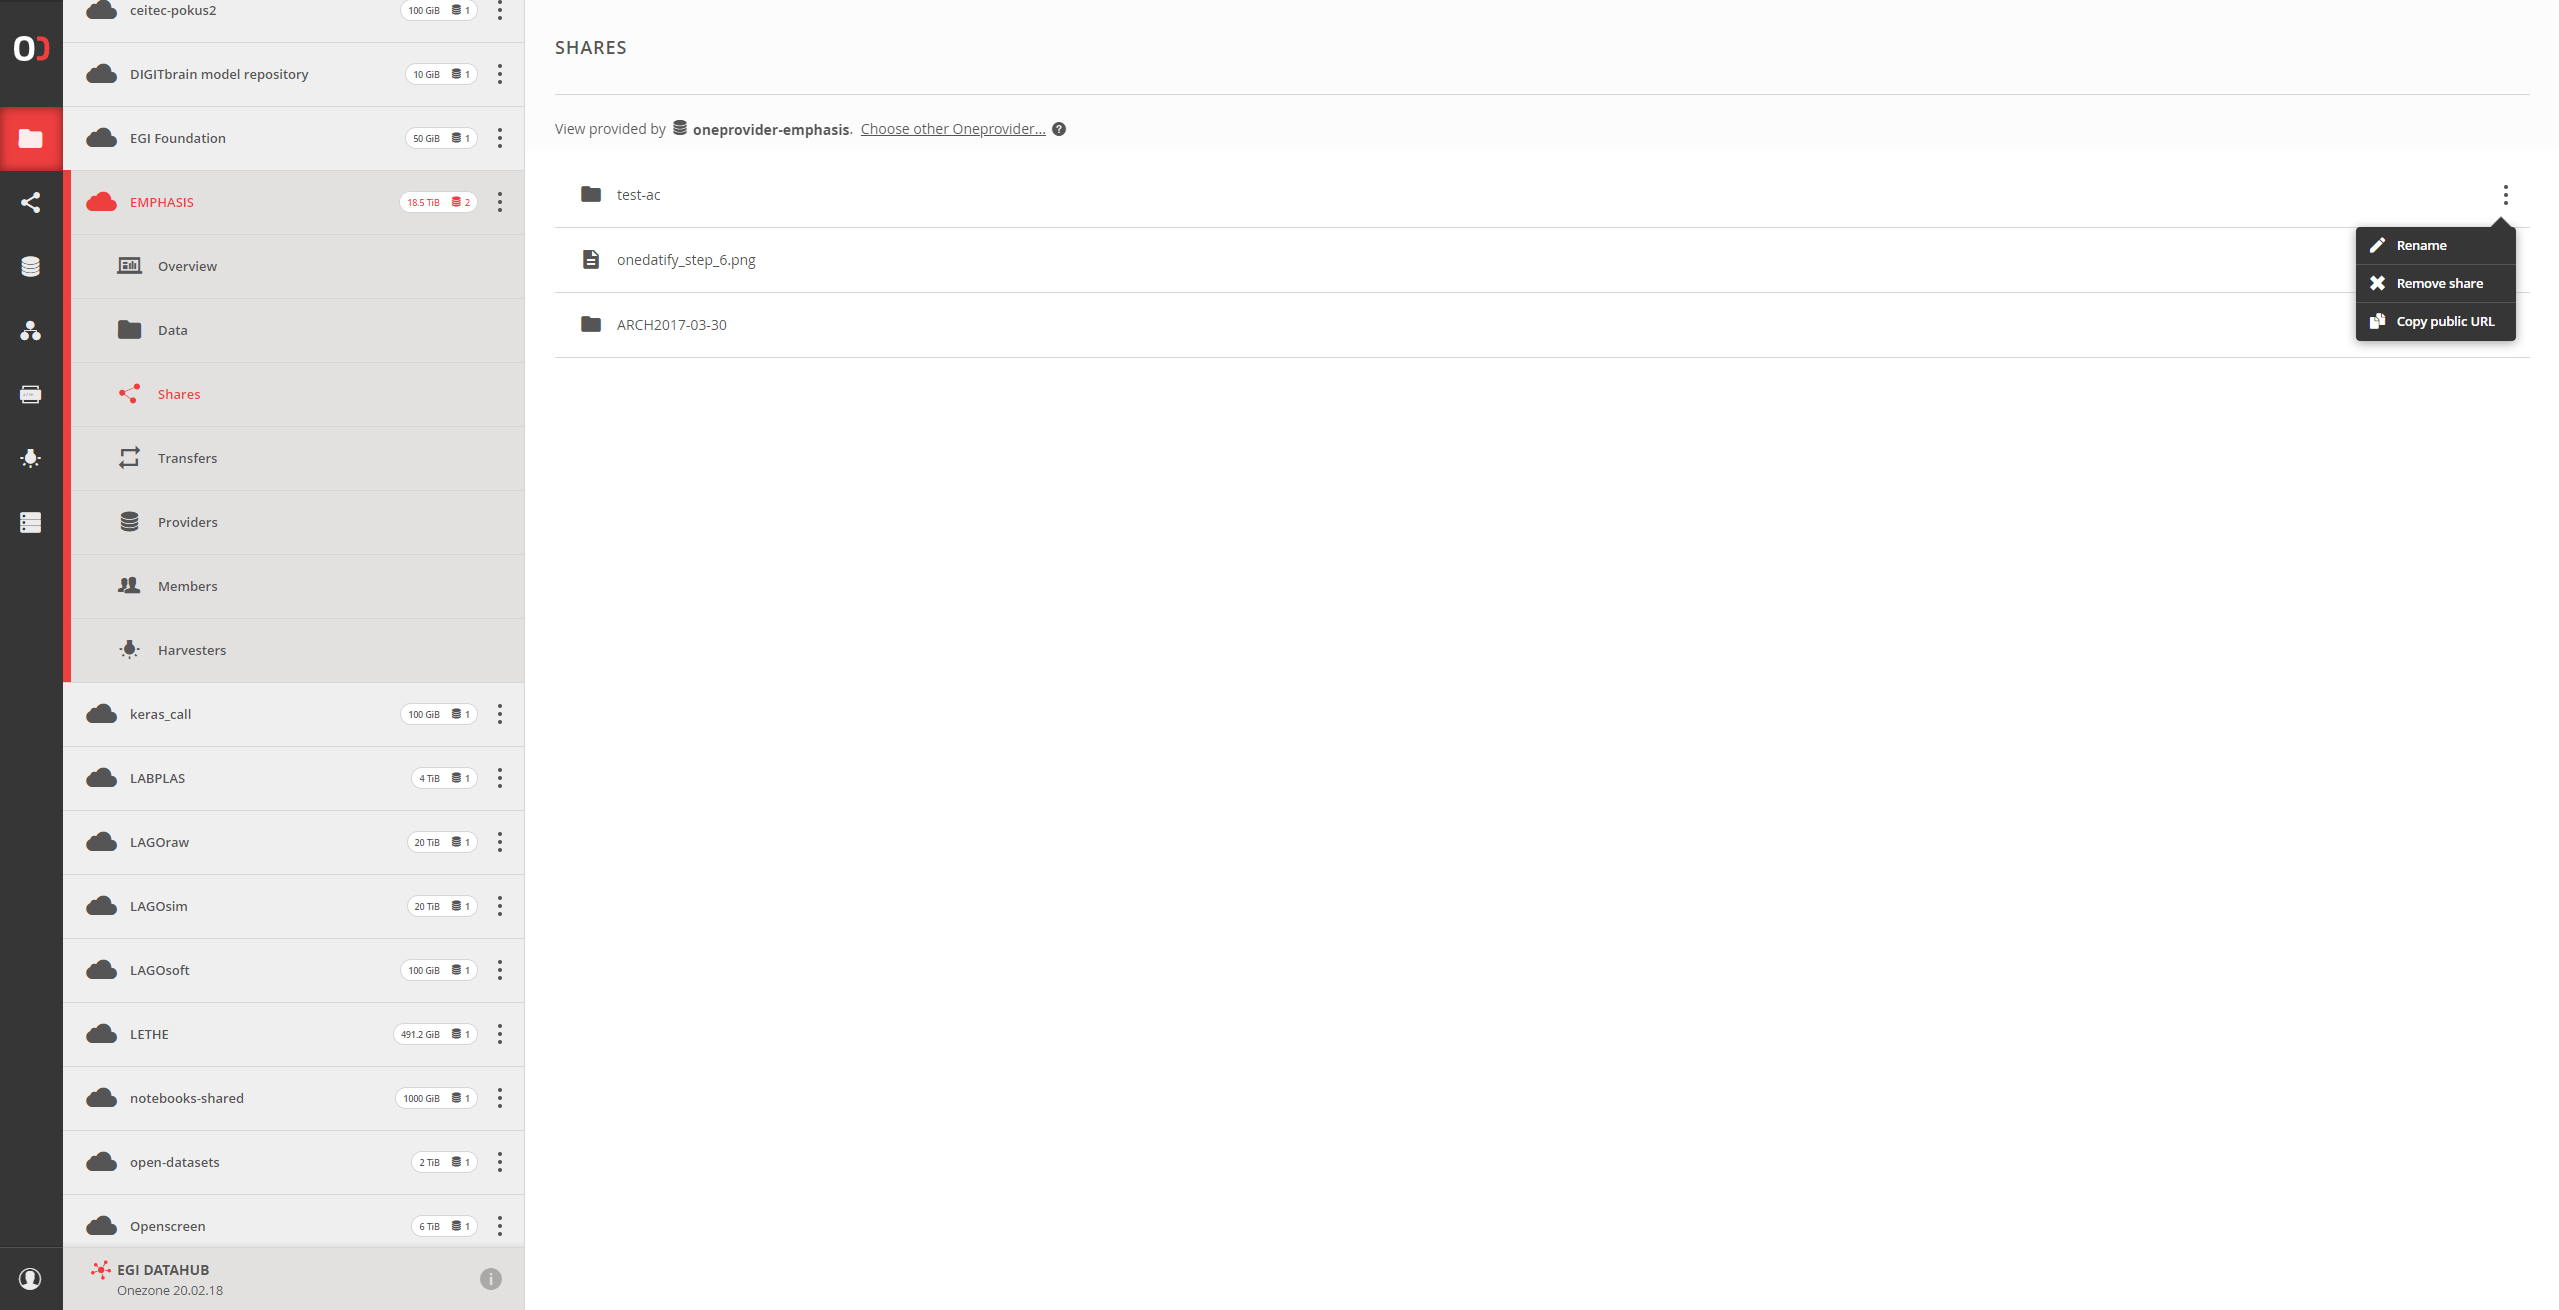 ceitec-pokus2 100 GiB 1
DIGITbrain model repository 10 GiB 1
EGI Foundation 50 GiB 1
EMPHASIS 18.5 TiB 2
Overview
Data
Shares
Transfers
Providers
Members
Harvesters
keras_call 100 GiB 1
LABPLAS 4 TiB 1
LAGOraw 20 TiB 1
LAGOsim 20 TiB 1
LAGOsoft 100 GiB 1
LETHE 491.2 GiB 1
notebooks-shared 1000 GiB 1
open-datasets 2 TiB 1
Openscreen 6 TiB 1
EGI DATAHUB
Onezone 20.02.18
SHARES
View provided by oneprovider-emphasis. Choose other Oneprovider...
test-ac
onedatify_step_6.png
ARCH2017-03-30
Rename
Remove share
Copy public URL